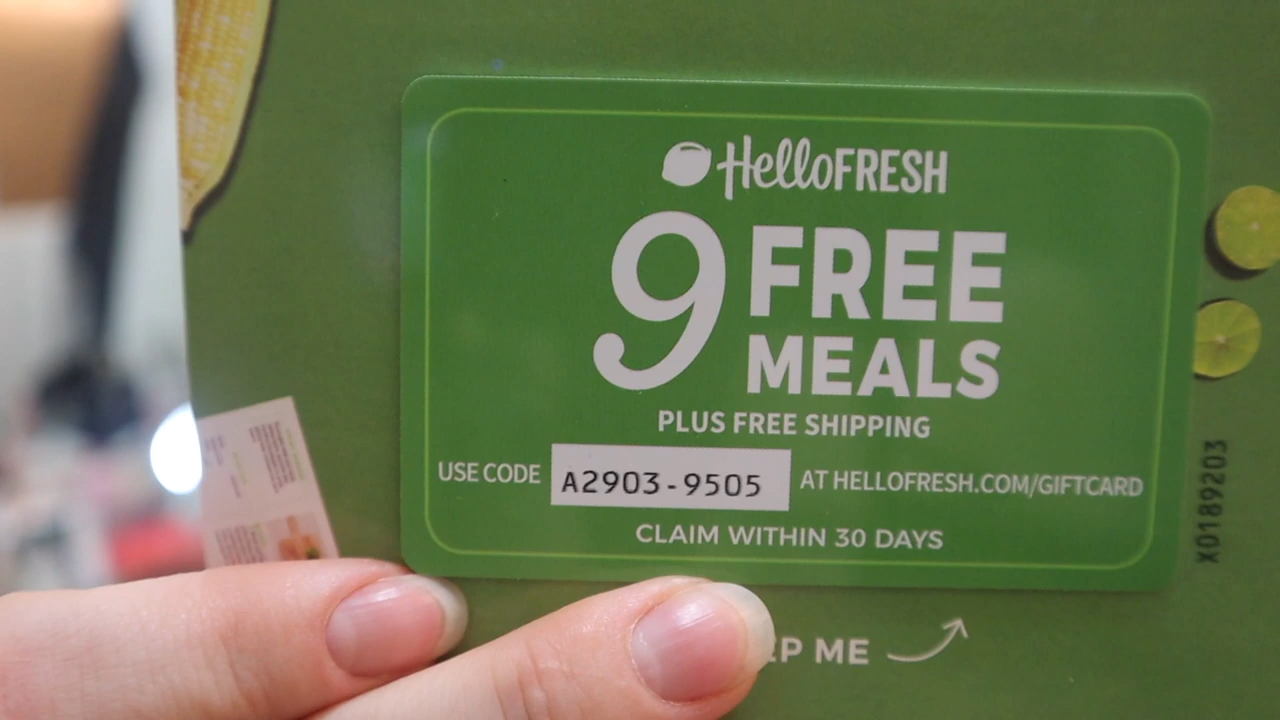 HelloFRESH
9 FREE
MEALS
PLUS FREE SHIPPING
USE CODE A2903-9505 AT HELLOFRESH.COM/GIFTCARD
CLAIM WITHIN 30 DAYS
ME
X0189203